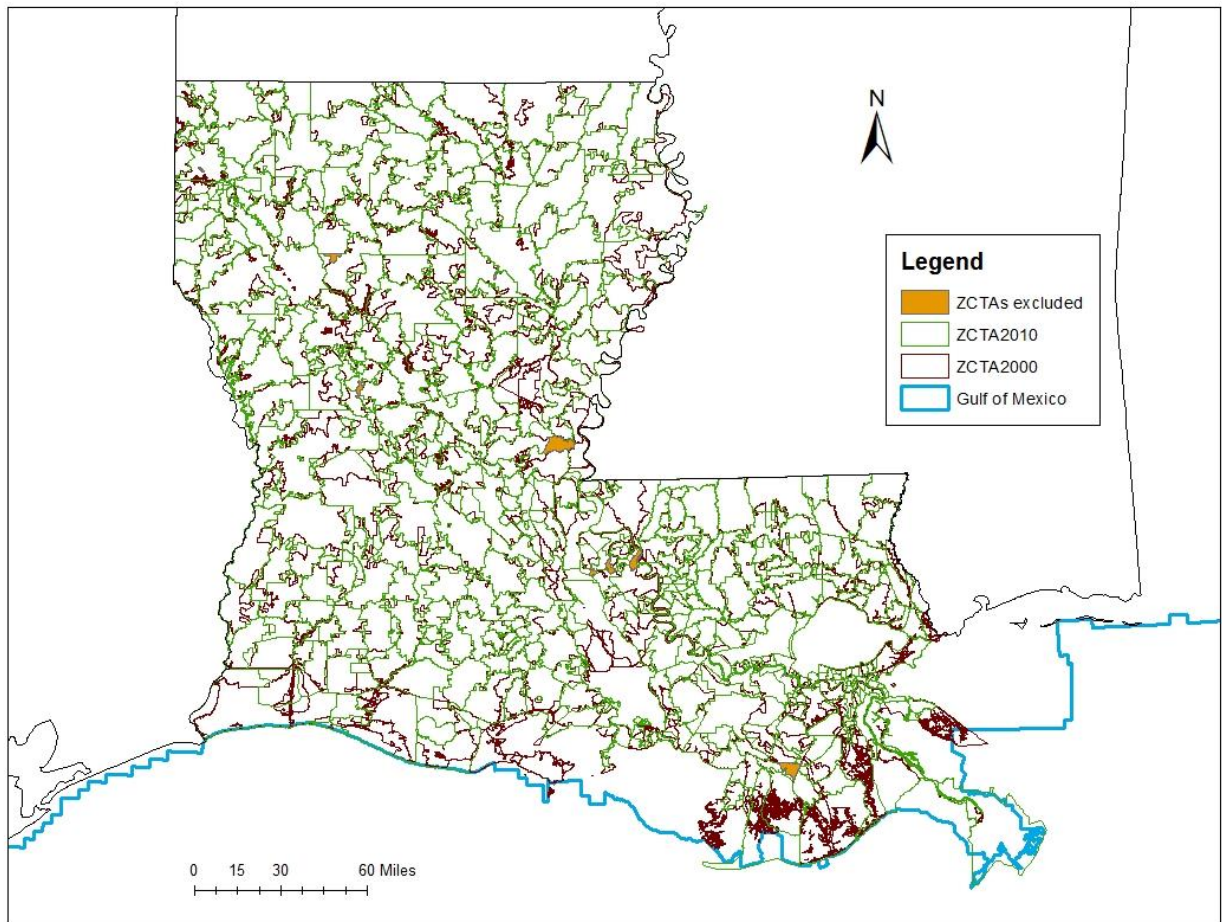 N
Legend
ZCTAs excluded
ZCTA2010
ZCTA2000
Gulf of Mexico
0 15 30 60 Miles